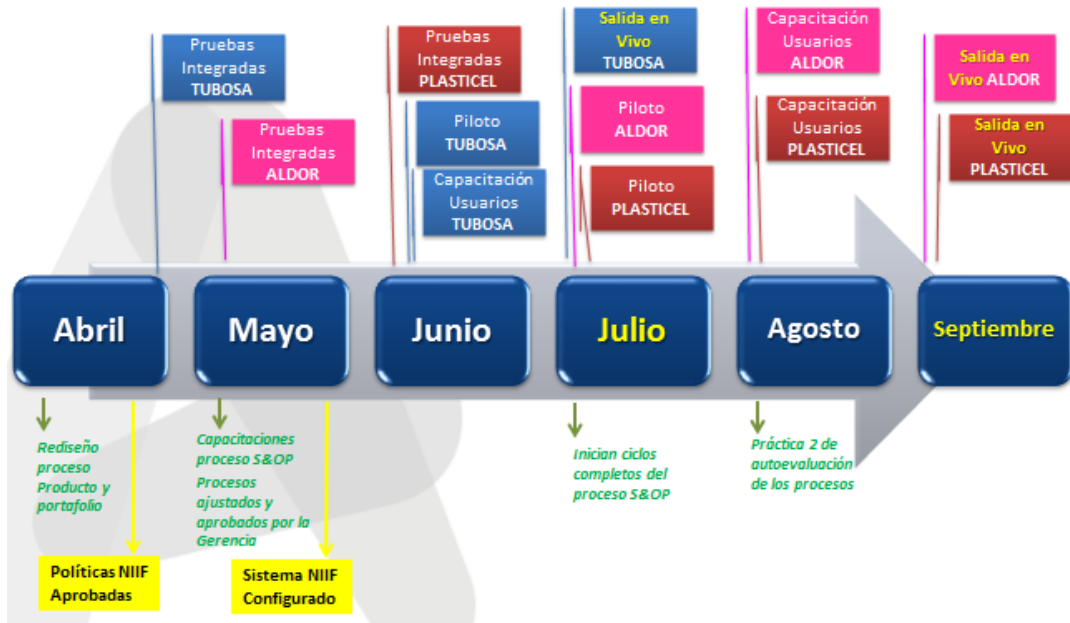 Pruebas
Integradas
TUBOSA
Pruebas
Integradas
ALDOR
Pruebas
Integradas
PLASTICEL
Piloto
TUBOSA
Capacitación
Usuarios
TUBOSA
Salida en
Vivo
TUBOSA
Piloto
ALDOR
Piloto
PLASTICEL
Capacitación
Usuarios
ALDOR
Capacitación
Usuarios
PLASTICEL
Salida en
Vivo ALDOR
Salida en
Vivo
PLASTICEL
Abril
Mayo
Junio
Julio
Agosto
Septiembre
Rediseño
proceso
Producto y
portafolio
Capacitaciones
proceso S&OP
Procesos
ajustados y
aprobados por la
Gerencia
Inician ciclos
completos del
proceso S&OP
Práctica 2 de
autoevaluación
de los procesos
Políticas NIIF
Aprobadas
Sistema NIIF
Configurado